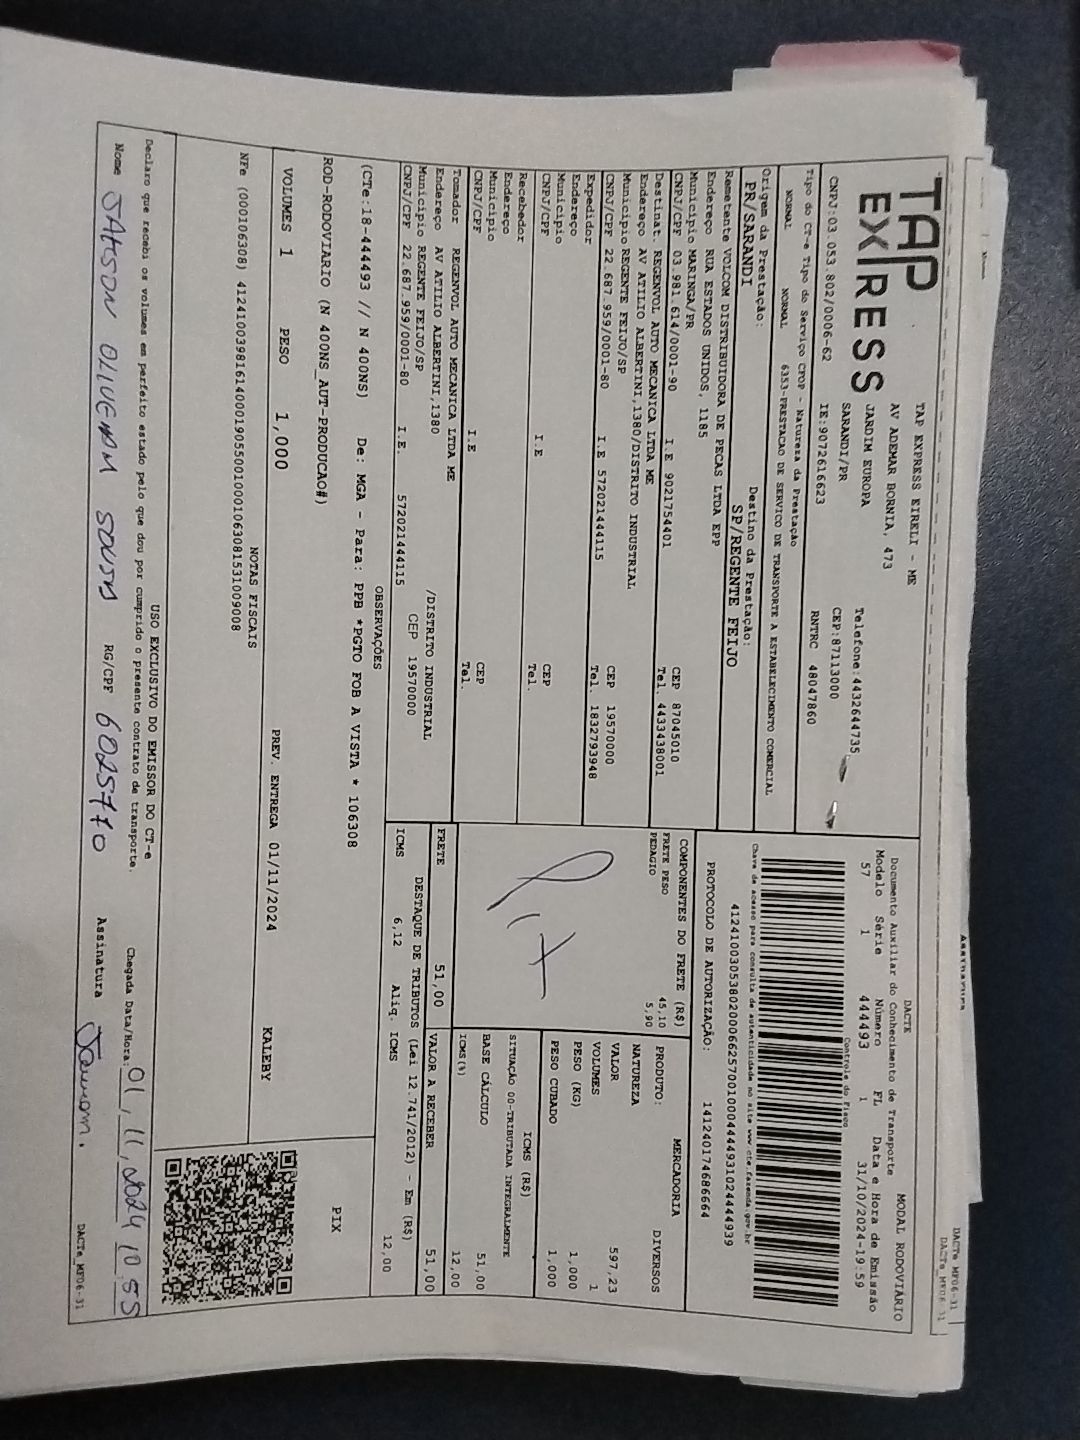 TAP
EXPRESS
TAP EXPRESS EIRELI - ME
AV ADEMAR BORNIA, 473
JARDIM EUROPA
SARANDI/PR
Telefone:4432644735
CEP:87113000
CNPJ:03.053.802/0006-62 IE:9072616623 RNTRC 48047860
Tipo do CT-e Tipo do Serviço CFOP - Natureza da Prestação
NORMAL NORMAL 6353-PRESTACAO DE SERVICO DE TRANSPORTE A ESTABELECIMENTO COMERCIAL
Origem da Prestação: Destino da Prestação:
PR/SARANDI SP/REGENTE FEIJO
Remetente VOLCOM DISTRIBUIDORA DE PECAS LTDA EPP
Endereço RUA ESTADOS UNIDOS, 1185
Municipio MARINGA/PR CEP 87045010
CNPJ/CPF 03.981.614/0001-90 I.E 9021754401 Tel. 4433438001
Destinat. REGENVOL AUTO MECANICA LTDA ME
Endereço AV ATILIO ALBERTINI,1380/DISTRITO INDUSTRIAL
Municipio REGENTE FEIJO/SP CEP 19570000
CNPJ/CPF 22.687.959/0001-80 I.E 572021444115 Tel. 1832793948
Expedidor
Endereço
Municipio CEP
CNPJ/CPF I.E Tel.
Recebedor
Endereço
Municipio CEP
CNPJ/CPF I.E Tel.
Tomador REGENVOL AUTO MECANICA LTDA ME
Endereço AV ATILIO ALBERTINI,1380 /DISTRITO INDUSTRIAL
Municipio REGENTE FEIJO/SP CEP 19570000
CNPJ/CPF 22.687.959/0001-80 I.E. 572021444115
DACTE MODAL RODOVIÁRIO
Documento Auxiliar do Conhecimento de Transporte
Modelo Série Número FL Data e Hora de Emissão
57 1 444493 1 31/10/2024-19:59
Controle do Fisco
Chave de acesso para consulta de autenticidade no site www.cte.fazenda.gov.br
41241003053802000662570010004444931024444939
PROTOCOLO DE AUTORIZAÇÃO: 141240174686664
COMPONENTES DO FRETE (R$)
FRETE PESO 45,10
PEDAGIO 5,90
Pix
FRETE 51,00
MERCADORIA
PRODUTO: DIVERSOS
NATUREZA
VALOR 597,23
VOLUMES 1
PESO (KG) 1,000
PESO CUBADO 1,000
ICMS (R$)
SITUAÇÃO 00-TRIBUTADA INTEGRALMENTE
BASE CÁLCULO 51,00
ICMS(%) 12,00
VALOR A RECEBER 51,00
DESTAQUE DE TRIBUTOS (Lei 12.741/2012) - Em (R$)
ICMS 6,12 Aliq. ICMS 12,00
OBSERVAÇÕES
(CTe:18-444493 // N 400NS) De: MGA - Para: PPB *PGTO FOB A VISTA * 106308
ROD-RODOVIARIO (N 400NS_AUT-PRODUCAO#)
PIX
VOLUMES 1 PESO 1,000 PREV. ENTREGA 01/11/2024 KALEBY
NOTAS FISCAIS
NFe (000106308) 41241003981614000190550010001063081531009008
USO EXCLUSIVO DO EMISSOR DO CT-e
Declaro que recebi os volumes em perfeito estado pelo que dou por cumprido o presente contrato de transporte. Chegada Data/Hora: 01/11/2024 10:55
Nome OLIVEIRA SOUSA RG/CPF 6025770 Assinatura
DACTe_MF06-31
DACTe MF06-31
DACTe_MF06-31